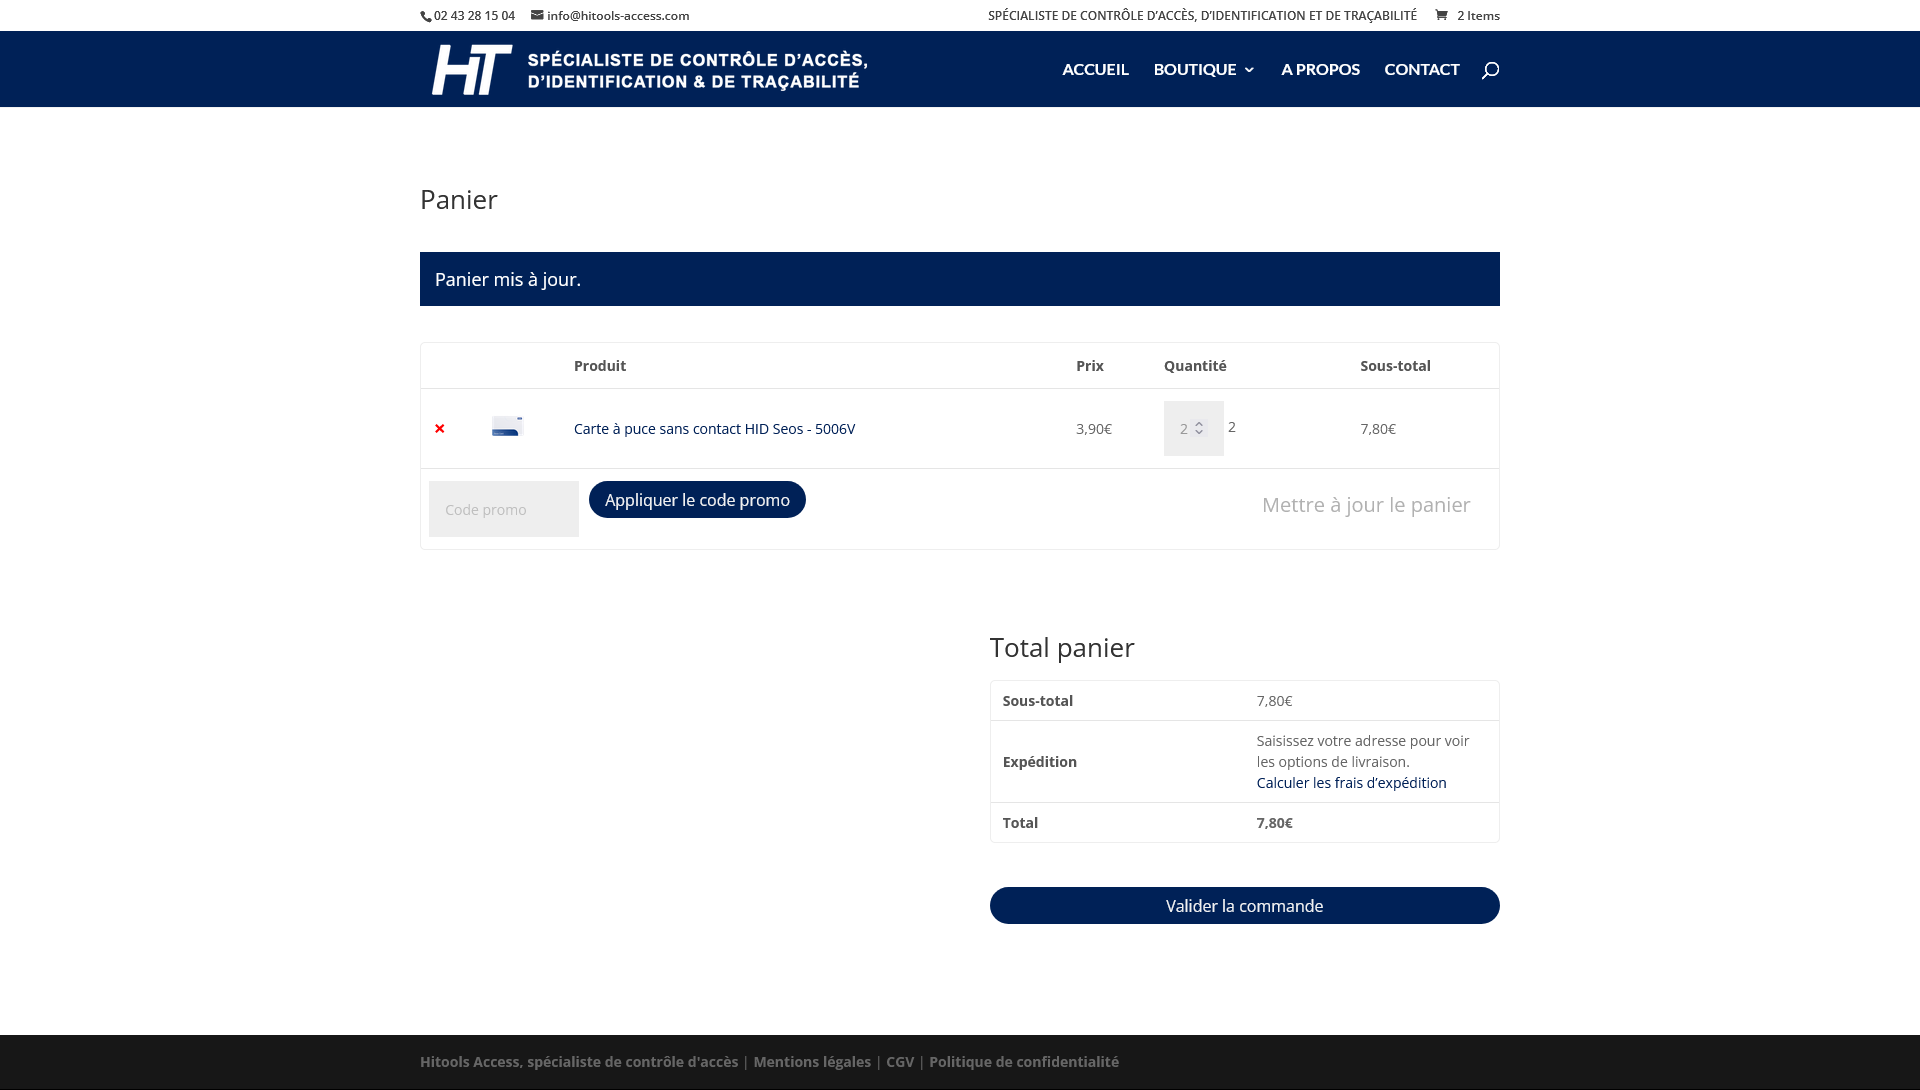 02 43 28 15 04 info@hitools-access.com SPÉCIALISTE DE CONTRÔLE D’ACCÈS, D’IDENTIFICATION ET DE TRAÇABILITÉ 2 Items
HT SPÉCIALISTE DE CONTRÔLE D’ACCÈS,
D’IDENTIFICATION & DE TRAÇABILITÉ
ACCUEIL BOUTIQUE A PROPOS CONTACT
Panier
Panier mis à jour.
Produit Prix Quantité Sous-total
× Carte à puce sans contact HID Seos - 5006V 3,90€ 2 2 7,80€
Code promo Appliquer le code promo Mettre à jour le panier
Total panier
Sous-total 7,80€
Expédition Saisissez votre adresse pour voir
les options de livraison.
Calculer les frais d’expédition
Total 7,80€
Valider la commande
Hitools Access, spécialiste de contrôle d'accès | Mentions légales | CGV | Politique de confidentialité